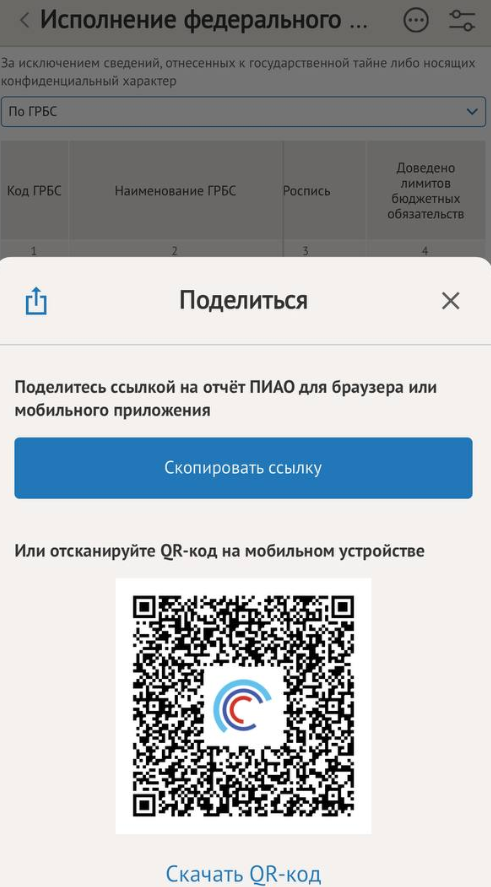 Исполнение федерального ...
За исключением сведений, отнесенных к государственной тайне либо носящих
конфиденциальный характер
По ГРБС
Код ГРБС
Наименование ГРБС
Роспись
Доведено
лимитов
бюджетных
обязательств
1
2
3
4
Поделиться
Поделитесь ссылкой на отчёт ПИАО для браузера или
мобильного приложения
Скопировать ссылку
Или отсканируйте QR-код на мобильном устройстве
Скачать QR-код